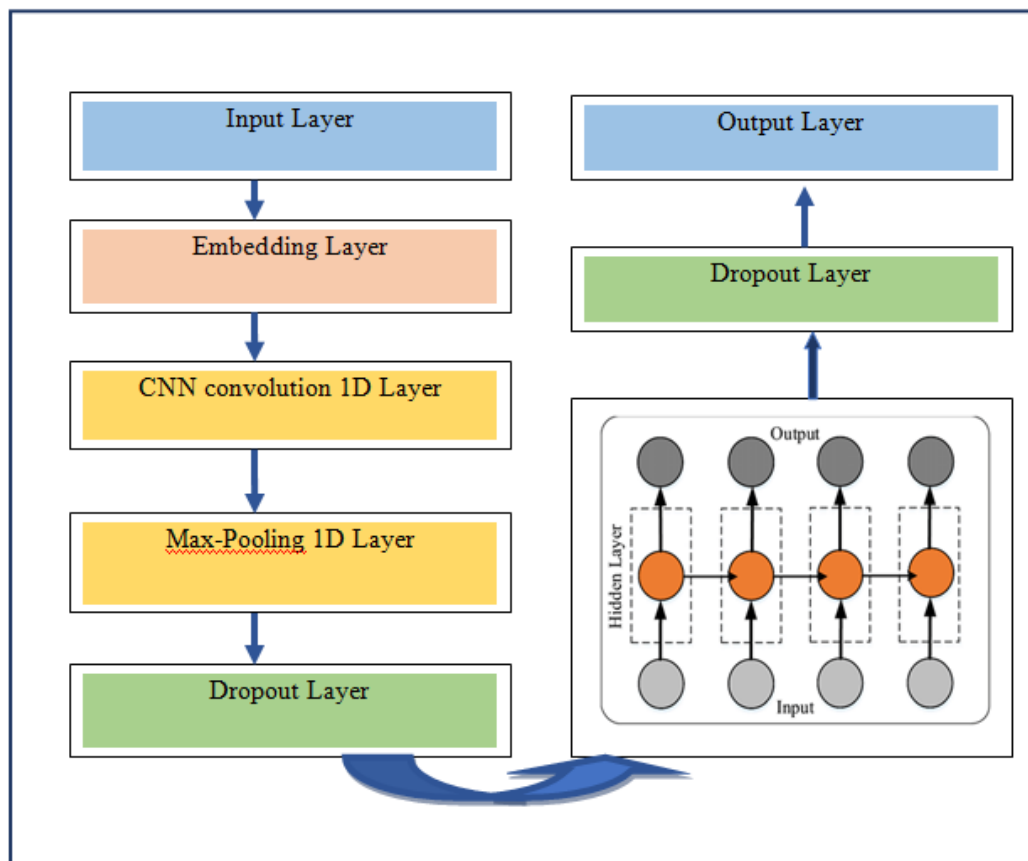 Input Layer
Embedding Layer
CNN convolution 1D Layer
Max-Pooling 1D Layer
Dropout Layer
Output Layer
Dropout Layer
Output
Hidden Layer
Input